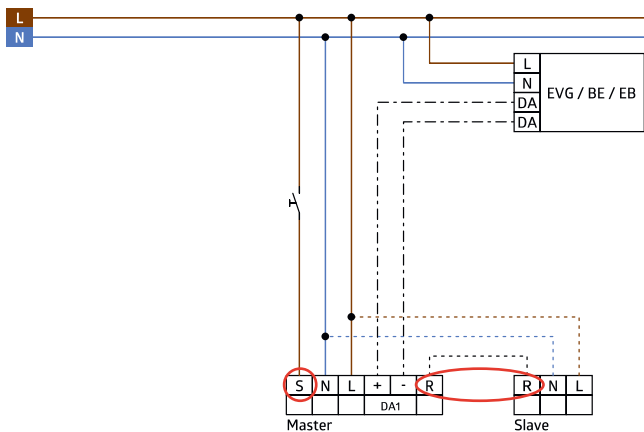 L
N
L
N
DA
DA
EVG / BE / EB
S N L + - R
DA1
Master
R N L
Slave